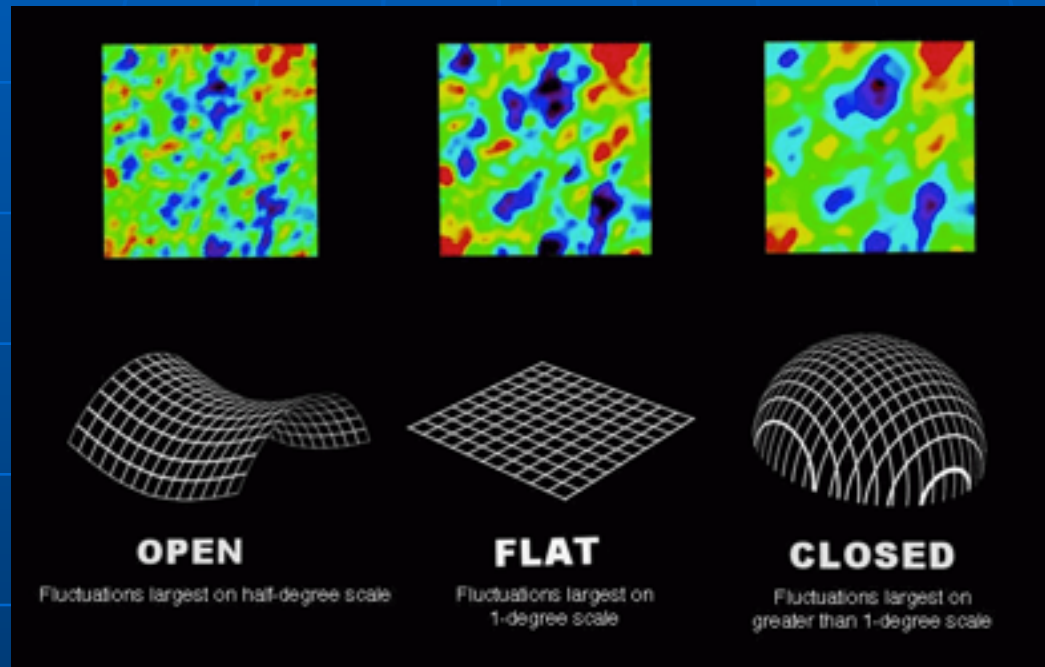 OPEN
Fluctuations largest on half-degree scale
FLAT
Fluctuations largest on
1-degree scale
CLOSED
Fluctuations largest on
greater than 1-degree scale